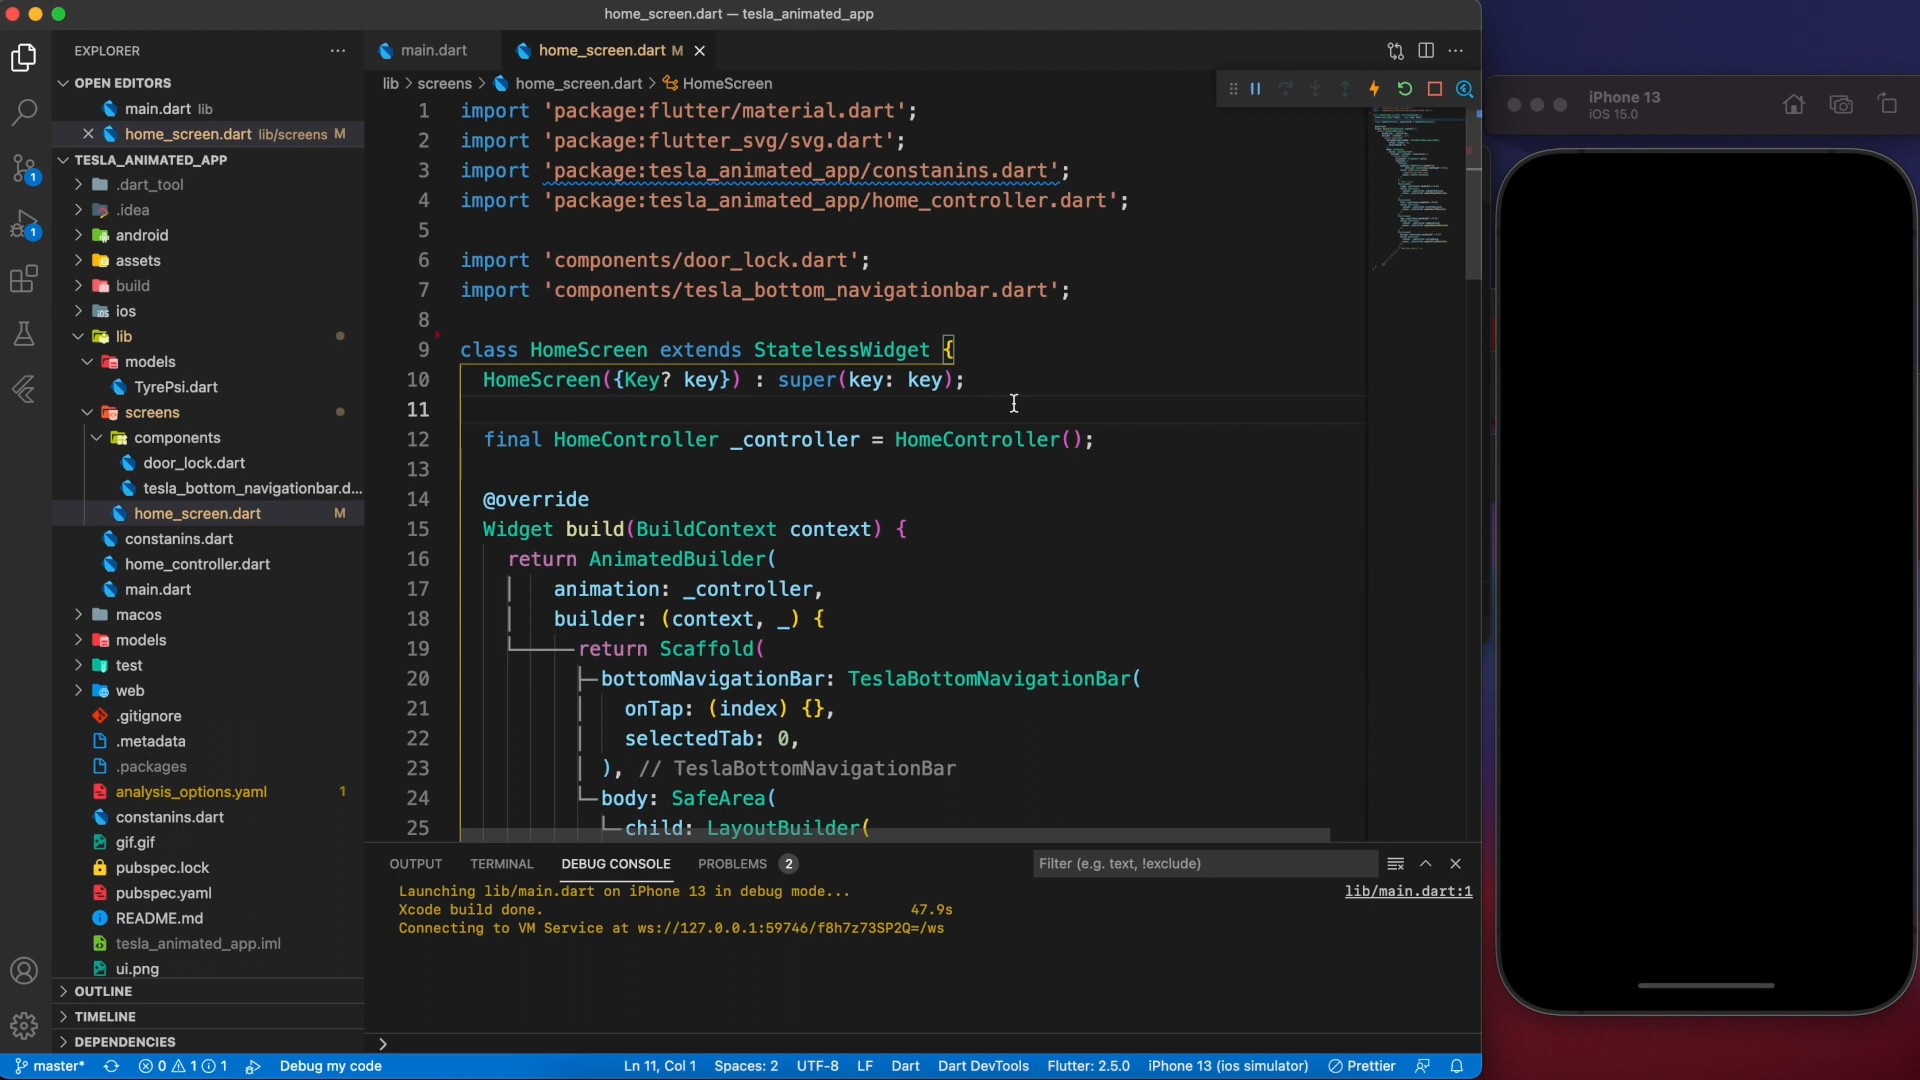 home_screen.dart — tesla_animated_app
EXPLORER
OPEN EDITORS
main.dart lib
home_screen.dart lib/screens M
TESLA_ANIMATED_APP
.dart_tool
.idea
android
assets
build
ios
lib
models
TyrePsi.dart
screens
components
door_lock.dart
tesla_bottom_navigationbar.d...
home_screen.dart M
constanins.dart
home_controller.dart
main.dart
macos
models
test
web
.gitignore
.metadata
.packages
analysis_options.yaml 1
constanins.dart
gif.gif
pubspec.lock
pubspec.yaml
README.md
tesla_animated_app.iml
ui.png
OUTLINE
TIMELINE
DEPENDENCIES
1
1
main.dart
home_screen.dart M
lib > screens > home_screen.dart > HomeScreen
1 import 'package:flutter/material.dart';
2 import 'package:flutter_svg/svg.dart';
3 import 'package:tesla_animated_app/constanins.dart';
4 import 'package:tesla_animated_app/home_controller.dart';
5
6 import 'components/door_lock.dart';
7 import 'components/tesla_bottom_navigationbar.dart';
8
9 class HomeScreen extends StatelessWidget {
10 HomeScreen({Key? key}) : super(key: key);
11
12 final HomeController _controller = HomeController();
13
14 @override
15 Widget build(BuildContext context) {
16 return AnimatedBuilder(
17 animation: _controller,
18 builder: (context, _) {
19 return Scaffold(
20 bottomNavigationBar: TeslaBottomNavigationBar(
21 onTap: (index) {},
22 selectedTab: 0,
23 ), // TeslaBottomNavigationBar
24 body: SafeArea(
25 child: LayoutBuilder(
OUTPUT TERMINAL DEBUG CONSOLE PROBLEMS 2
Filter (e.g. text, !exclude)
Launching lib/main.dart on iPhone 13 in debug mode...
lib/main.dart:1
Xcode build done. 47.9s
Connecting to VM Service at ws://127.0.0.1:59746/f8h7z73SP2Q=/ws
master* 0 1 1 Debug my code
Ln 11, Col 1 Spaces: 2 UTF-8 LF Dart Dart DevTools Flutter: 2.5.0 iPhone 13 (ios simulator) Prettier
iPhone 13
iOS 15.0